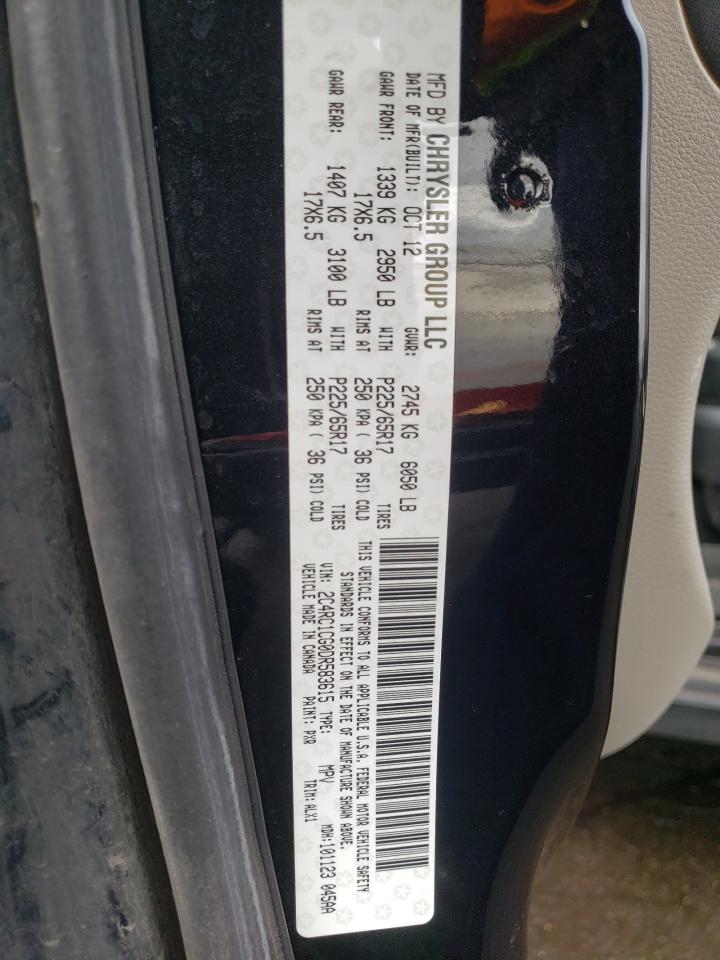 MFD BY CHRYSLER GROUP LLC
DATE OF MFR(BUILT): OCT 12 GVWR: 2745 KG 6050 LB
GAWR FRONT: 1339 KG 2950 LB WITH P225/65R17 TIRES
17X6.5 RIMS AT 250 KPA ( 36 PSI) COLD
GAWR REAR: 1407 KG 3100 LB WITH P225/65R17 TIRES
17X6.5 RIMS AT 250 KPA ( 36 PSI) COLD
THIS VEHICLE CONFORMS TO ALL APPLICABLE U.S.A. FEDERAL MOTOR VEHICLE SAFETY
STANDARDS IN EFFECT ON THE DATE OF MANUFACTURE SHOWN ABOVE.
VIN: 2C4RC1CG0DR583615 TYPE: MPV MDH:101123 045AA
VEHICLE MADE IN CANADA PAINT: PXR TRIM:ALX1